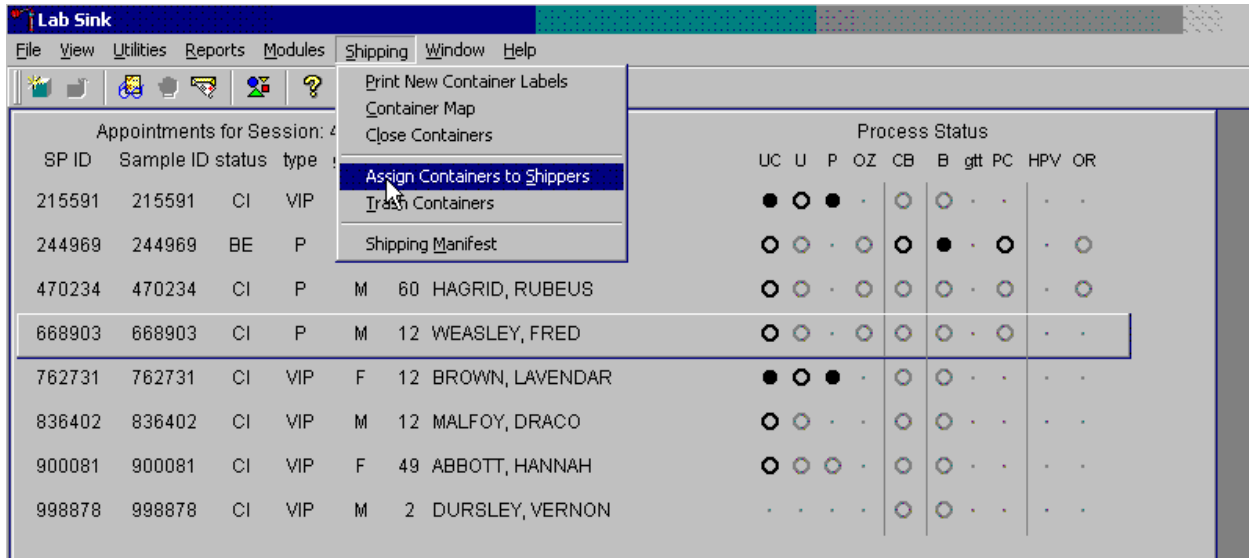 Lab Sink
File View Utilities Reports Modules Shipping Window Help
Print New Container Labels
Container Map
Close Containers
Assign Containers to Shippers
Trash Containers
Shipping Manifest
Appointments for Session: Process Status
SP ID Sample ID status type UC U P OZ CB B gtt PC HPV OR
215591 215591 CI VIP
244969 244969 BE P
470234 470234 CI P M 60 HAGRID, RUBEUS
668903 668903 CI P M 12 WEASLEY, FRED
762731 762731 CI VIP F 12 BROWN, LAVENDAR
836402 836402 CI VIP M 12 MALFOY, DRACO
900081 900081 CI VIP F 49 ABBOTT, HANNAH
998878 998878 CI VIP M 2 DURSLEY, VERNON